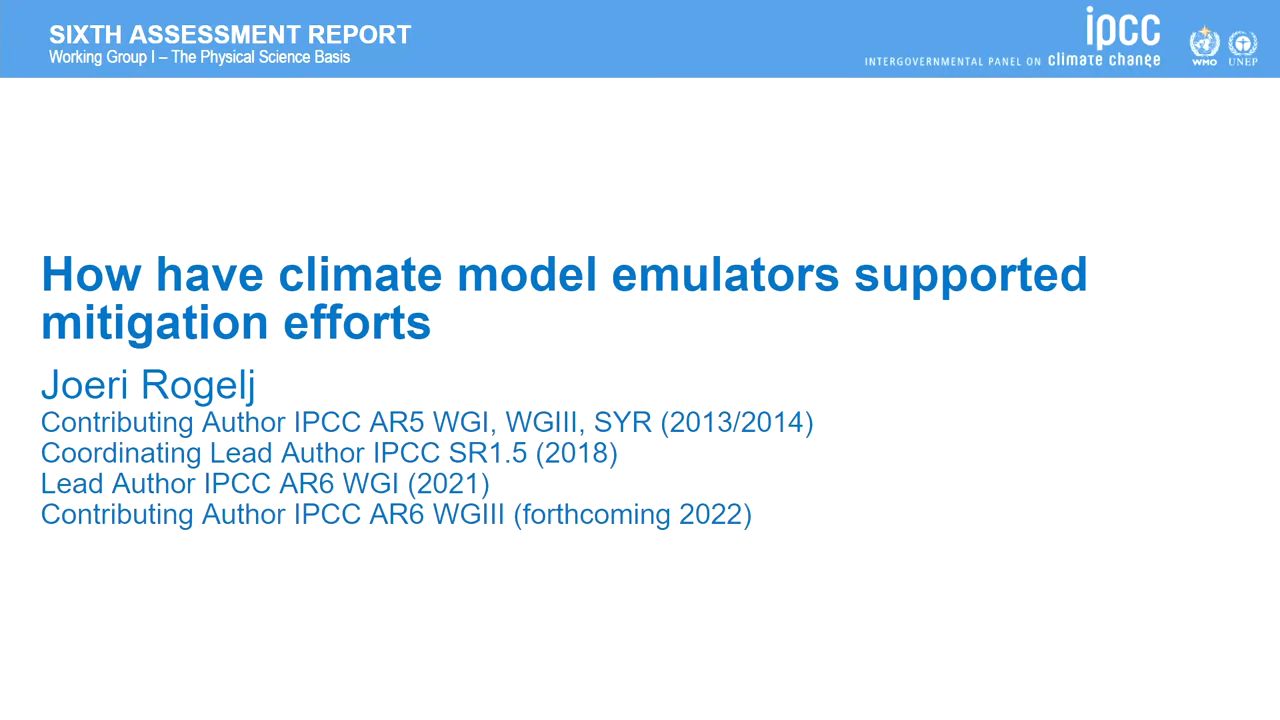 SIXTH ASSESSMENT REPORT
Working Group I – The Physical Science Basis
ipcc
INTERGOVERNMENTAL PANEL ON climate change
WMO
UNEP
How have climate model emulators supported
mitigation efforts
Joeri Rogelj
Contributing Author IPCC AR5 WGI, WGIII, SYR (2013/2014)
Coordinating Lead Author IPCC SR1.5 (2018)
Lead Author IPCC AR6 WGI (2021)
Contributing Author IPCC AR6 WGIII (forthcoming 2022)